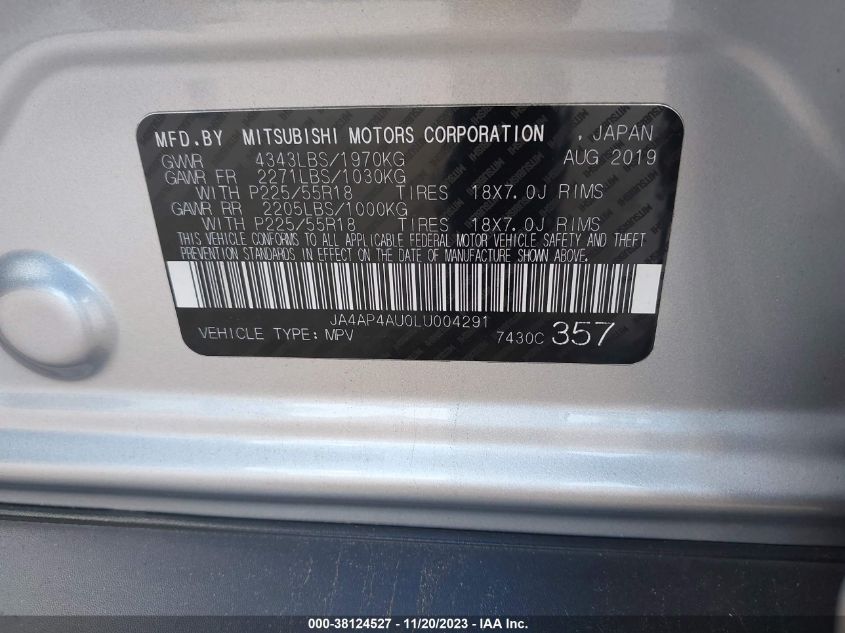 MFD.BY MITSUBISHI MOTORS CORPORATION , JAPAN
GVWR 4343LBS/1970KG AUG 2019
GAWR FR 2271LBS/1030KG
WITH P225/55R18 TIRES 18X7.0J RIMS
GAWR RR 2205LBS/1000KG
WITH P225/55R18 TIRES 18X7.0J RIMS
THIS VEHICLE CONFORMS TO ALL APPLICABLE FEDERAL MOTOR VEHICLE SAFETY AND THEFT
PREVENTION STANDARDS IN EFFECT ON THE DATE OF MANUFACTURE SHOWN ABOVE.
JA4AP4AU0LU004291
VEHICLE TYPE: MPV 7430C 357
000-38124527 - 11/20/2023 - 1110 P.M.